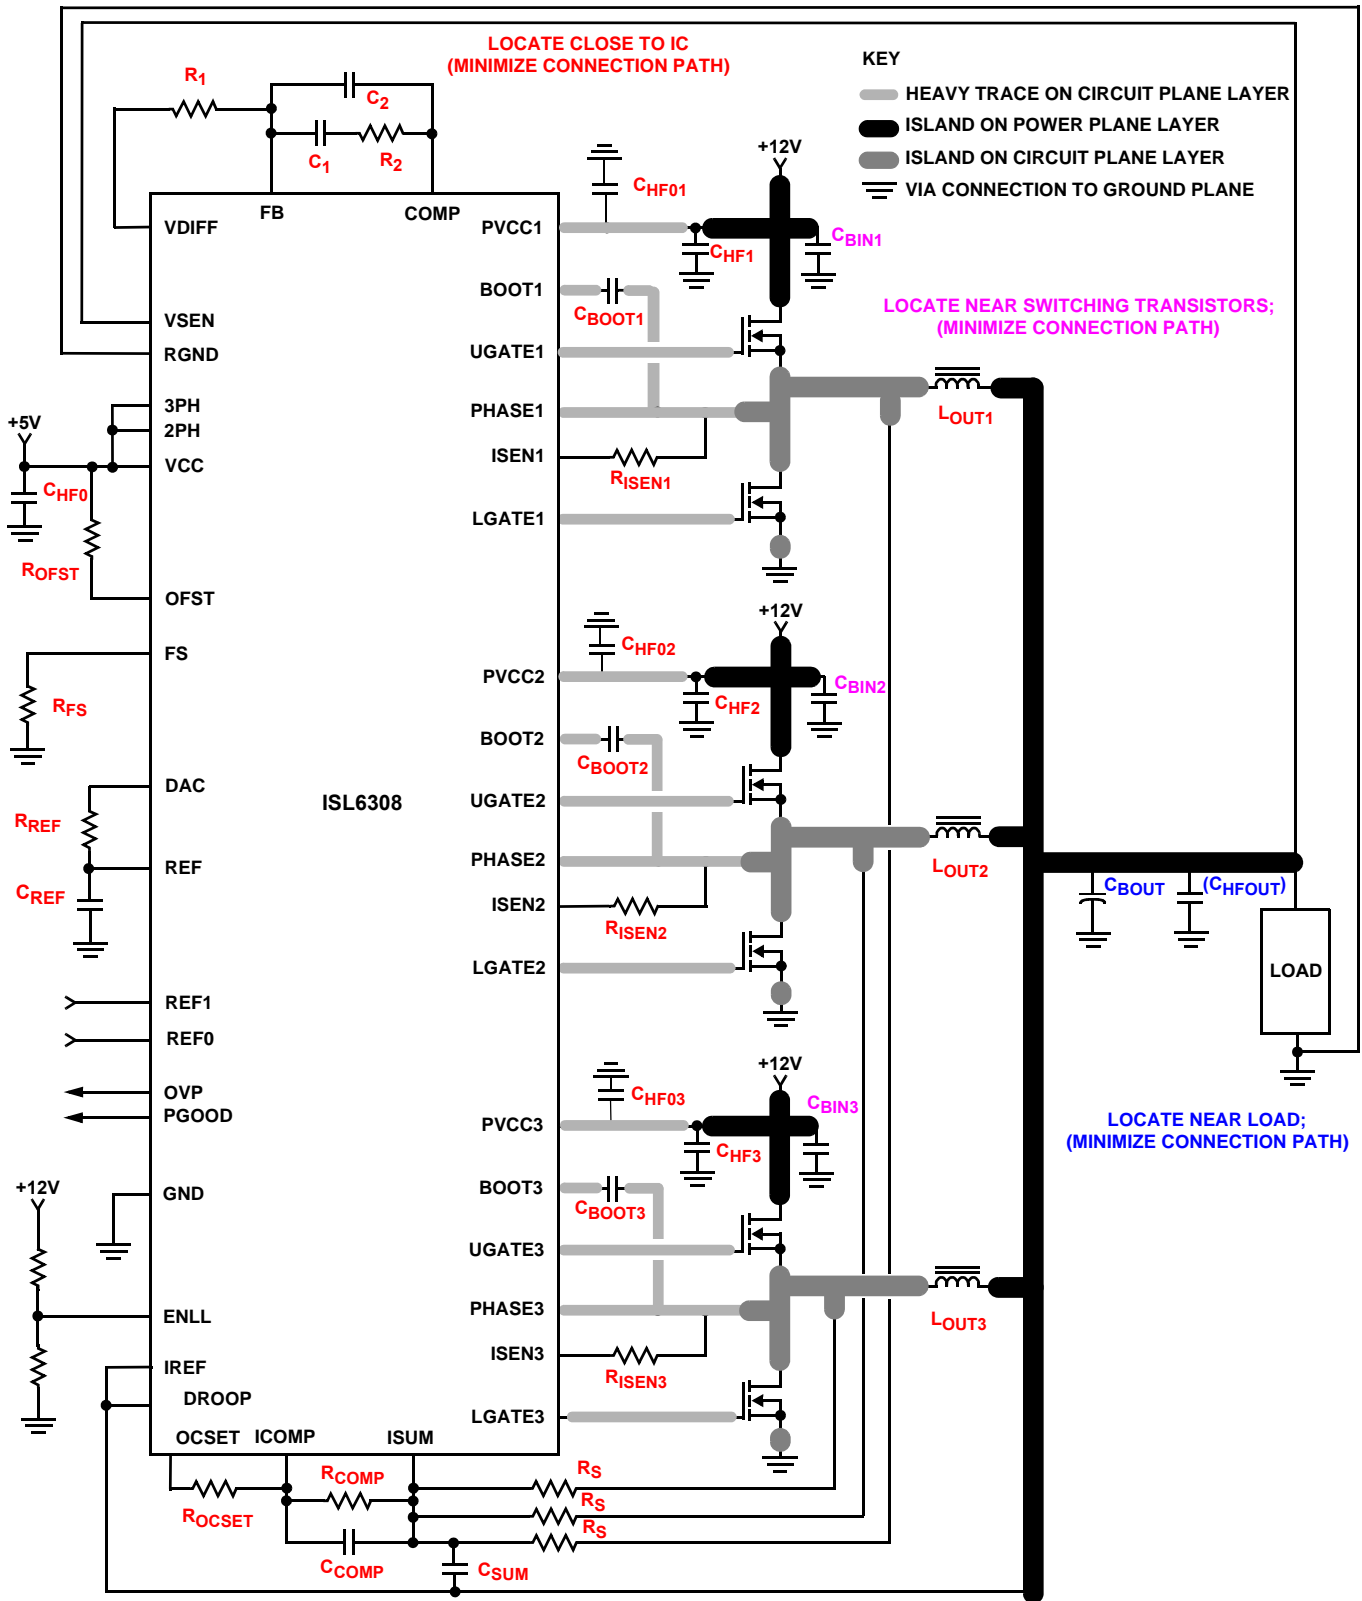 LOCATE CLOSE TO IC
(MINIMIZE CONNECTION PATH)
KEY
HEAVY TRACE ON CIRCUIT PLANE LAYER
ISLAND ON POWER PLANE LAYER
ISLAND ON CIRCUIT PLANE LAYER
VIA CONNECTION TO GROUND PLANE
R1
C2
C1
R2
+12V
CHF01
CHF1
CBIN1
FB
COMP
VDIFF
PVCC1
BOOT1
CBOOT1
LOCATE NEAR SWITCHING TRANSISTORS;
(MINIMIZE CONNECTION PATH)
VSEN
RGND
UGATE1
3PH
2PH
VCC
+5V
CHF0
PHASE1
LOUT1
ISEN1
RISEN1
LGATE1
ROFST
OFST
FS
RFS
+12V
CHF02
PVCC2
CHF2
CBIN2
BOOT2
CBOOT2
DAC
RREF
ISL6308
UGATE2
REF
CREF
PHASE2
LOUT2
CBOUT
(CHFOUT)
ISEN2
RISEN2
LGATE2
LOAD
REF1
REF0
OVP
PGOOD
+12V
CHF03
PVCC3
CHF3
CBIN3
LOCATE NEAR LOAD;
(MINIMIZE CONNECTION PATH)
GND
+12V
BOOT3
CBOOT3
UGATE3
ENLL
PHASE3
LOUT3
IREF
ISEN3
RISEN3
DROOP
LGATE3
OCSET
ICOMP
ISUM
ROCSET
RCOMP
CCOMP
RS
RS
RS
CSUM